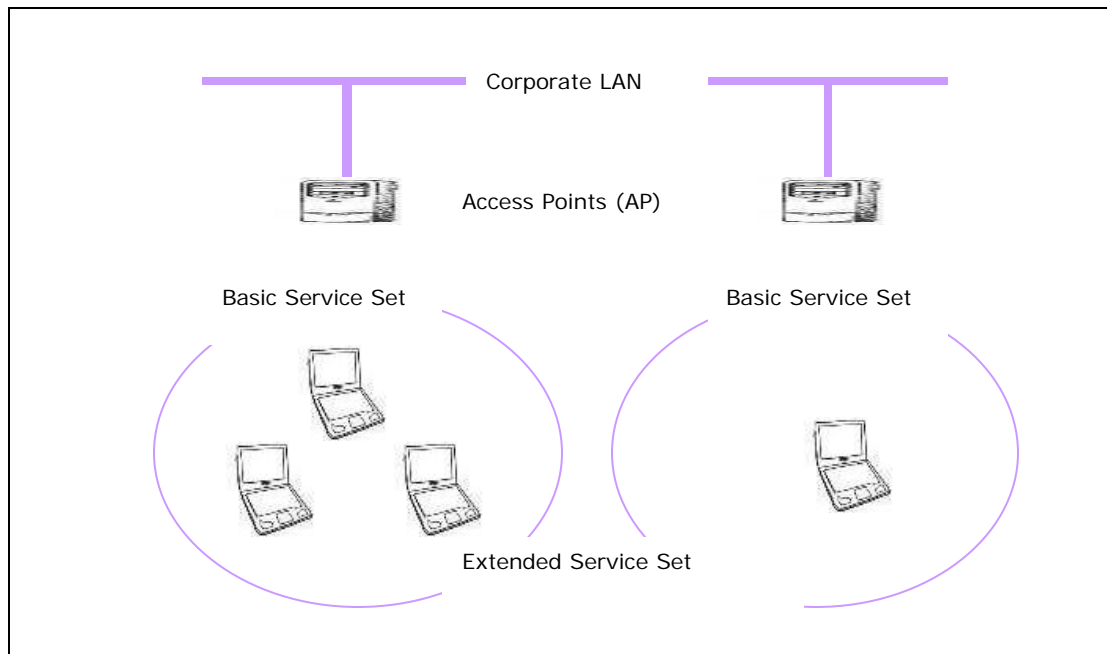 Corporate LAN
Access Points (AP)
Basic Service Set
Basic Service Set
Extended Service Set